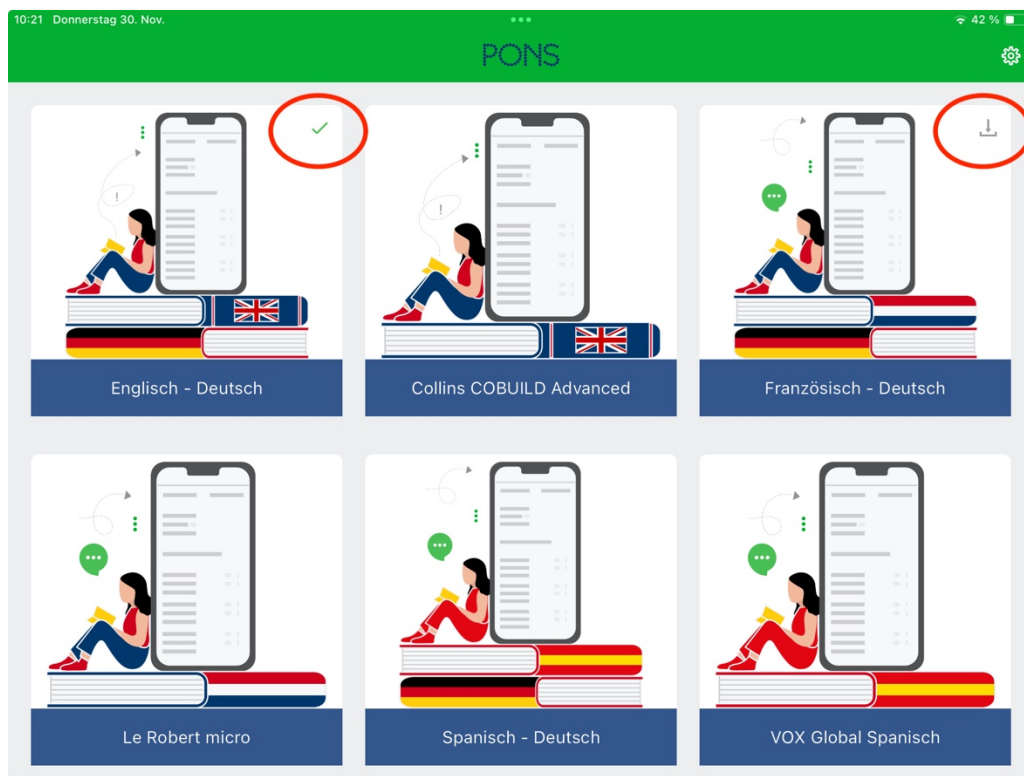 10:21 Donnerstag 30. Nov.
42 %
PONS
Englisch - Deutsch
Collins COBUILD Advanced
Französisch - Deutsch
Le Robert micro
Spanisch - Deutsch
VOX Global Spanisch